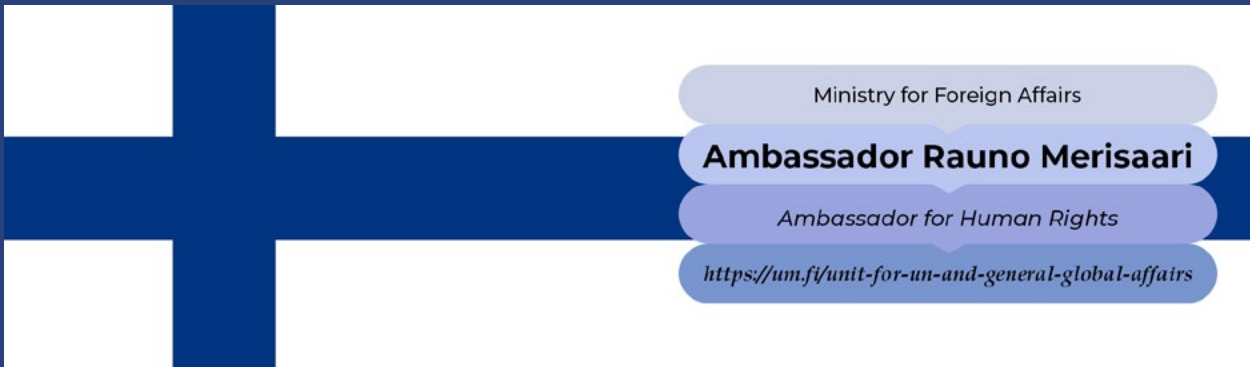 Ministry for Foreign Affairs
Ambassador Rauno Merisaari
Ambassador for Human Rights
https://um.fi/unit-for-un-and-general-global-affairs